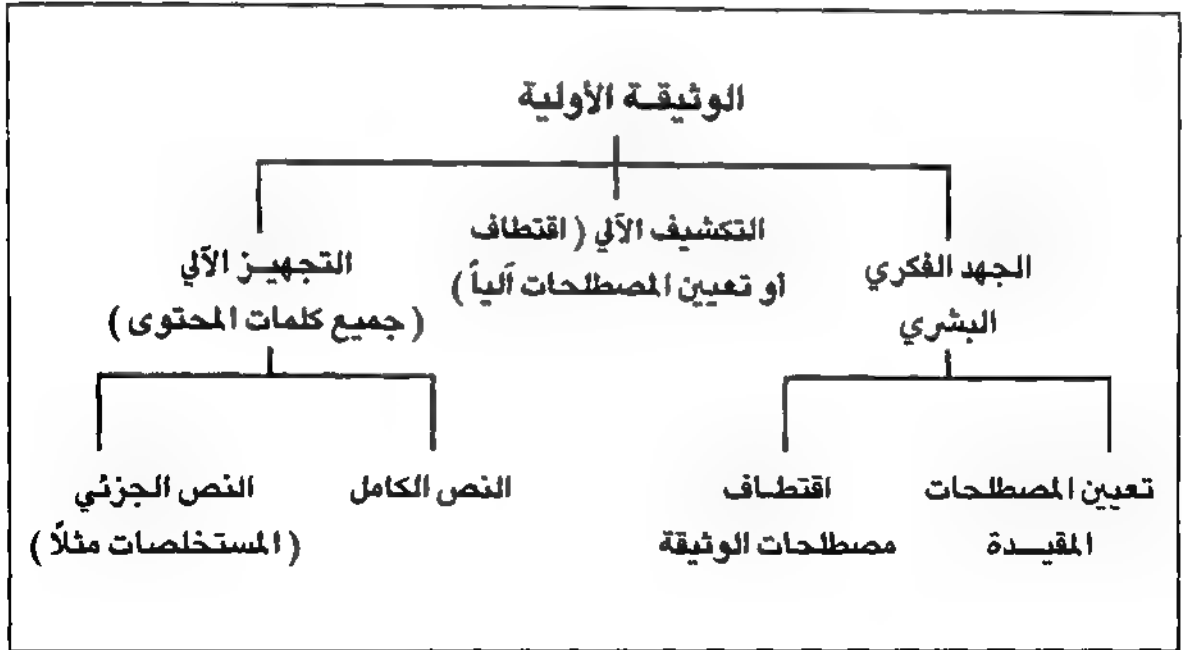 الوثيقة الأولية
الجهد الفكري
البشري
التكشيف الآلي ( اقتطاف
أو تعيين المصطلحات آلياً )
التجهيز الآلي
( جميع كلمات المحتوى )
تعيين المصطلحات
المقيدة
اقتطاف
مصطلحات الوثيقة
النص الكامل
النص الجزئي
( المستخلصات مثلاً )